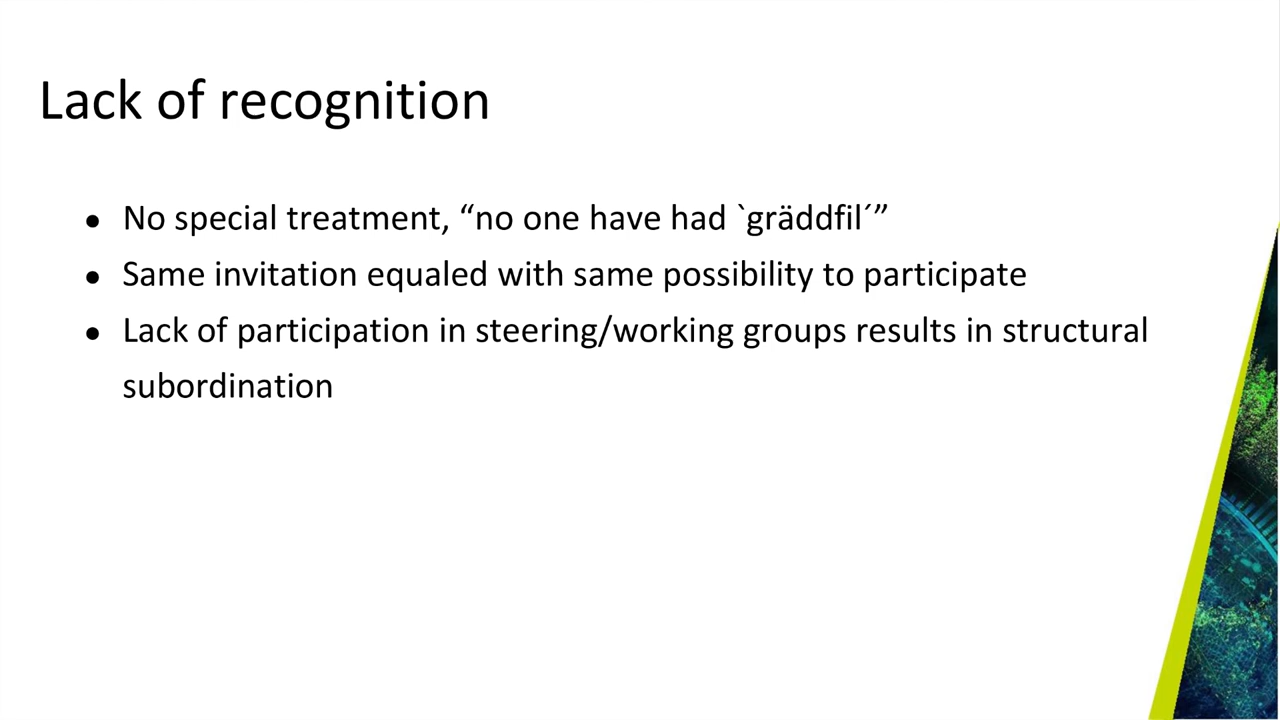 Lack of recognition
● No special treatment, “no one have had `gräddfil´”
● Same invitation equaled with same possibility to participate
● Lack of participation in steering/working groups results in structural
subordination